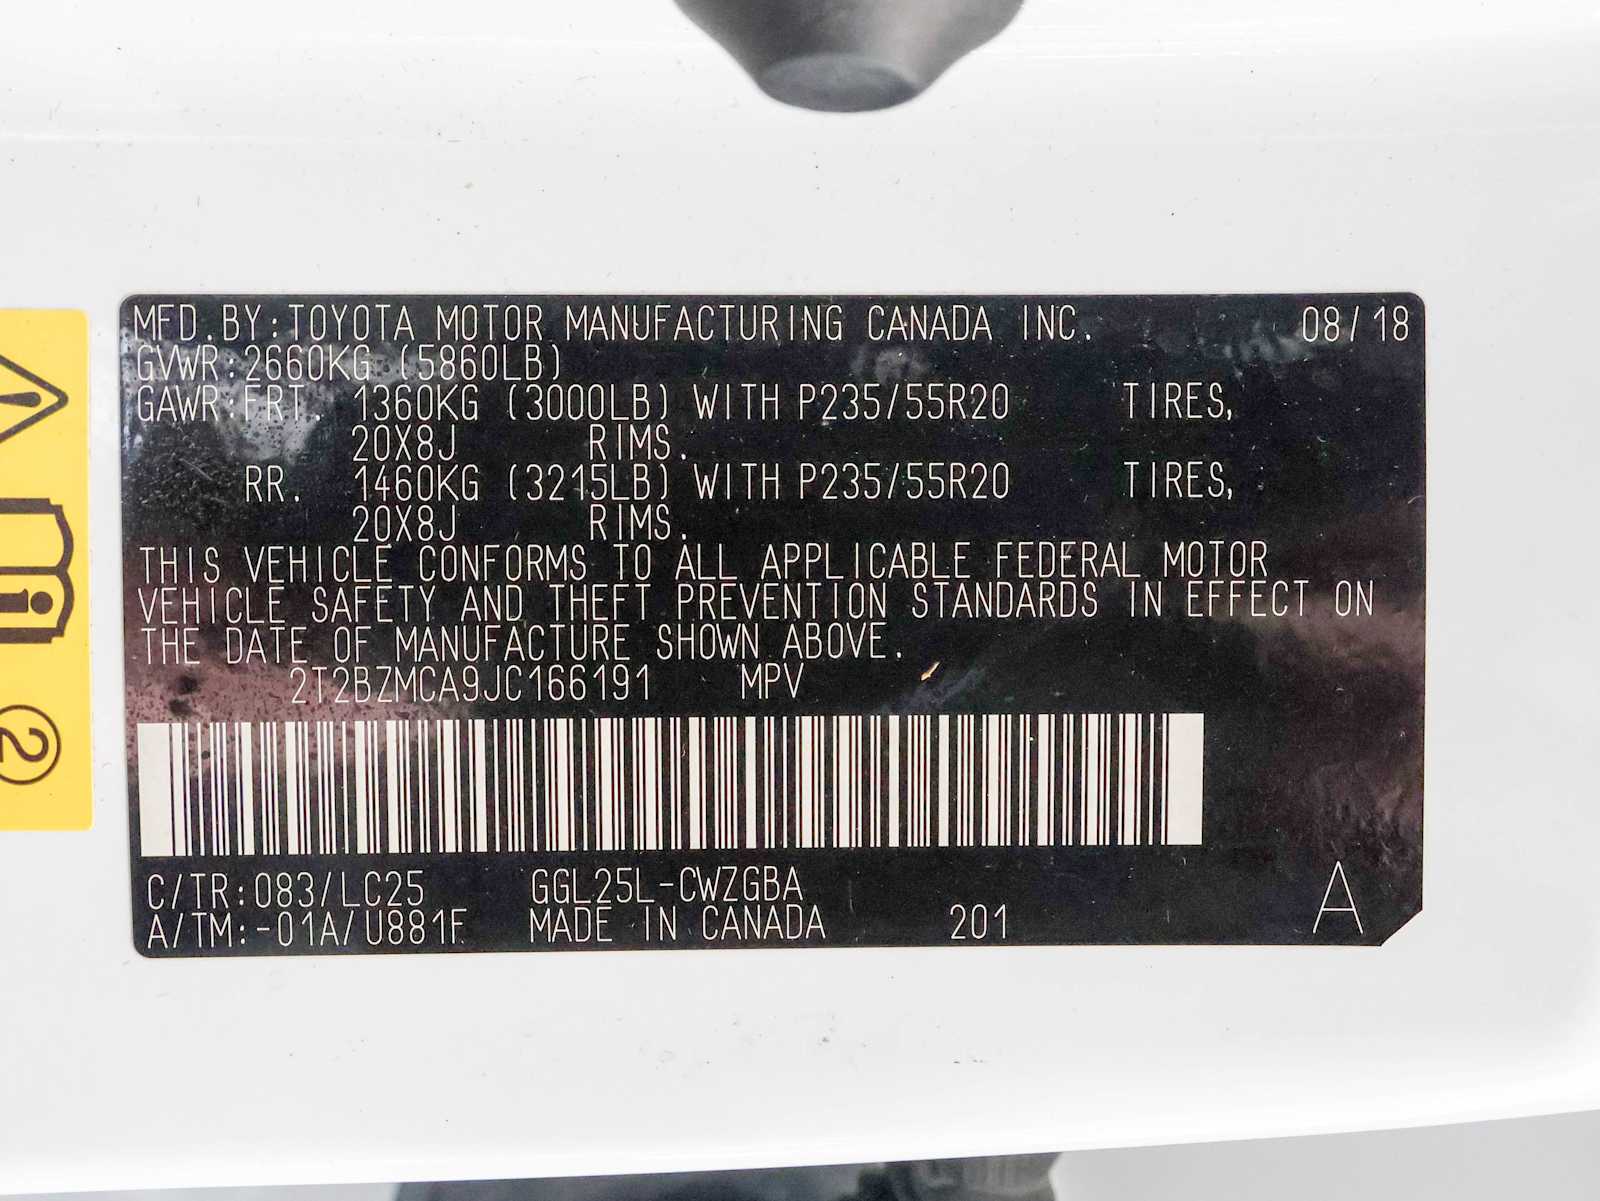 MFD.BY:TOYOTA MOTOR MANUFACTURING CANADA INC. 08/18
GVWR:2660KG (5860LB)
GAWR:FRT. 1360KG (3000LB) WITH P235/55R20 TIRES,
20X8J RIMS.
RR. 1460KG (3215LB) WITH P235/55R20 TIRES,
20X8J RIMS.
THIS VEHICLE CONFORMS TO ALL APPLICABLE FEDERAL MOTOR
VEHICLE SAFETY AND THEFT PREVENTION STANDARDS IN EFFECT ON
THE DATE OF MANUFACTURE SHOWN ABOVE.
2T2BZMCA9JC166191 MPV
C/TR:083/LC25 GGL25L-CWZGBA A
A/TM:-01A/U881F MADE IN CANADA 201
2